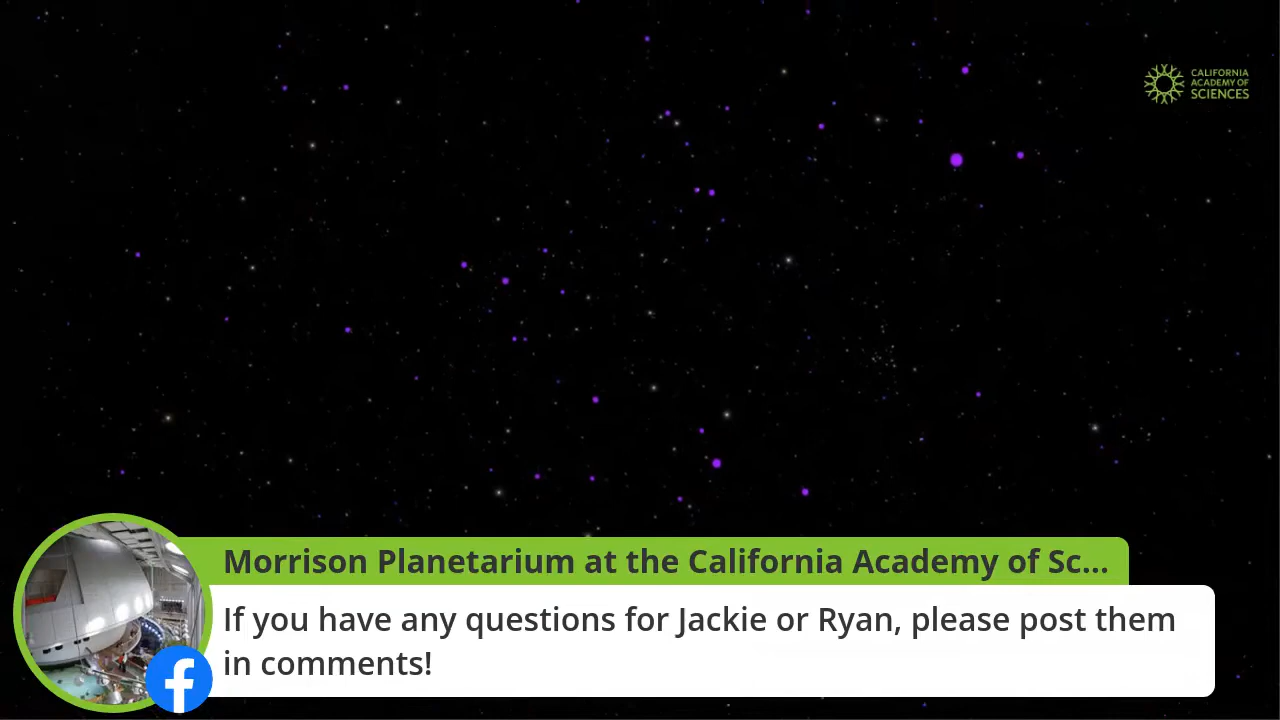 CALIFORNIA
ACADEMY OF
SCIENCES
Morrison Planetarium at the California Academy of Sc...
If you have any questions for Jackie or Ryan, please post them
in comments!